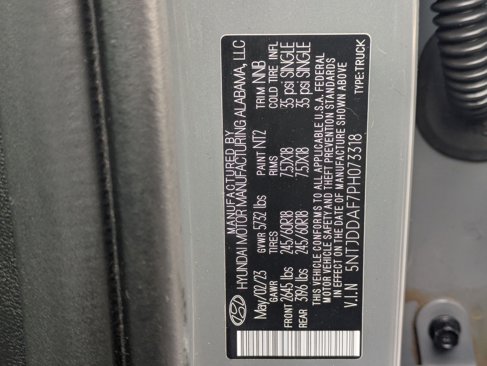 MANUFACTURED BY
HYUNDAI MOTOR MANUFACTURING ALABAMA, LLC
May/02/23 GVWR 5732 lbs PAINT NT2 TRIM NNB
GAWR TIRES RIMS COLD TIRE INFL
FRONT 2645 lbs 245/60R18 7.5JX18 35 psi SINGLE
REAR 3196 lbs 245/60R18 7.5JX18 35 psi SINGLE
THIS VEHICLE CONFORMS TO ALL APPLICABLE U.S.A. FEDERAL
MOTOR VEHICLE SAFETY AND THEFT PREVENTION STANDARDS
IN EFFECT ON THE DATE OF MANUFACTURE SHOWN ABOVE
V.I.N 5NTJDDAF7PH073318 TYPE:TRUCK